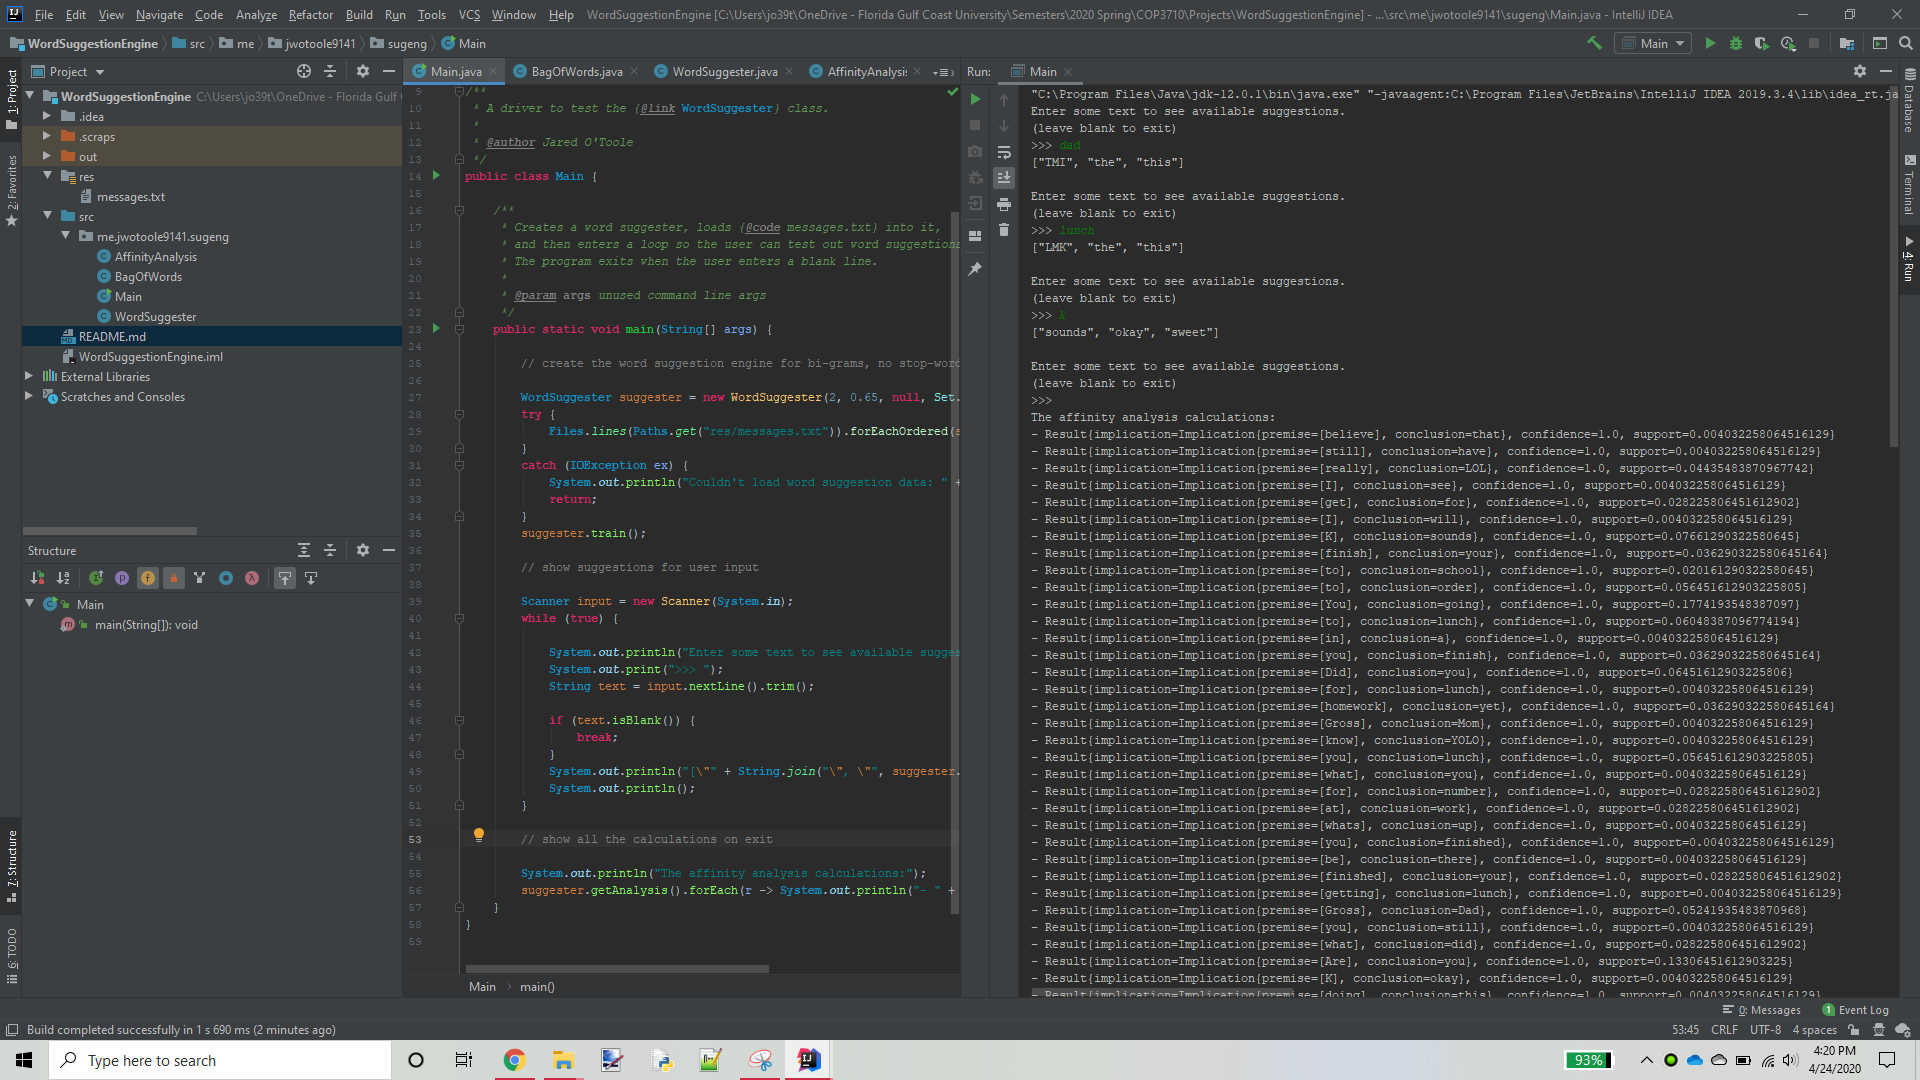 File Edit View Navigate Code Analyze Refactor Build Run Tools VCS Window Help WordSuggestionEngine [C:\Users\jo39t\OneDrive - Florida Gulf Coast University\Semesters\2020 Spring\COP3710\Projects\WordSuggestionEngine] - ...\src\me\jwotoole9141\sugeng\Main.java - IntelliJ IDEA
WordSuggestionEngine src me jwotoole9141 sugeng Main
Main
1: Project
2: Favorites
7: Structure
6: TODO
Project
WordSuggestionEngine C:\Users\jo39t\OneDrive - Florida Gulf
.idea
.scraps
out
res
messages.txt
src
me.jwotoole9141.sugeng
AffinityAnalysis
BagOfWords
Main
WordSuggester
README.md
WordSuggestionEngine.iml
External Libraries
Scratches and Consoles
Structure
Main
main(String[]): void
Main.java BagOfWords.java WordSuggester.java AffinityAnalysis
9 /**
10 * A driver to test the {@link WordSuggester} class.
11 *
12 * @author Jared O'Toole
13 */
14 public class Main {
15
16 /**
17 * Creates a word suggester, loads {@code messages.txt} into it,
18 * and then enters a loop so the user can test out word suggestions
19 * The program exits when the user enters a blank line.
20 *
21 * @param args unused command line args
22 */
23 public static void main(String[] args) {
24
25 // create the word suggestion engine for bi-grams, no stop-word
26
27 WordSuggester suggester = new WordSuggester(2, 0.65, null, Set.
28 try {
29 Files.lines(Paths.get("res/messages.txt")).forEachOrdered(s
30 }
31 catch (IOException ex) {
32 System.out.println("Couldn't load word suggestion data: " +
33 return;
34 }
35 suggester.train();
36
37 // show suggestions for user input
38
39 Scanner input = new Scanner(System.in);
40 while (true) {
41
42 System.out.println("Enter some text to see available sugges
43 System.out.print(">>> ");
44 String text = input.nextLine().trim();
45
46 if (text.isBlank()) {
47 break;
48 }
49 System.out.println("[\"" + String.join("\", \"", suggester.
50 System.out.println();
51 }
52
53 // show all the calculations on exit
54
55 System.out.println("The affinity analysis calculations:");
56 suggester.getAnalysis().forEach(r -> System.out.println("- " +
57 }
58 }
59
Main main()
Run: Main
"C:\Program Files\Java\jdk-12.0.1\bin\java.exe" "-javaagent:C:\Program Files\JetBrains\IntelliJ IDEA 2019.3.4\lib\idea_rt.ja
Enter some text to see available suggestions.
(leave blank to exit)
>>> dad
["TMI", "the", "this"]
Enter some text to see available suggestions.
(leave blank to exit)
>>> lunch
["LMK", "the", "this"]
Enter some text to see available suggestions.
(leave blank to exit)
>>> k
["sounds", "okay", "sweet"]
Enter some text to see available suggestions.
(leave blank to exit)
>>>
The affinity analysis calculations:
- Result{implication=Implication{premise=[believe], conclusion=that}, confidence=1.0, support=0.004032258064516129}
- Result{implication=Implication{premise=[still], conclusion=have}, confidence=1.0, support=0.004032258064516129}
- Result{implication=Implication{premise=[really], conclusion=LOL}, confidence=1.0, support=0.04435483870967742}
- Result{implication=Implication{premise=[I], conclusion=see}, confidence=1.0, support=0.004032258064516129}
- Result{implication=Implication{premise=[get], conclusion=for}, confidence=1.0, support=0.028225806451612902}
- Result{implication=Implication{premise=[I], conclusion=will}, confidence=1.0, support=0.004032258064516129}
- Result{implication=Implication{premise=[K], conclusion=sounds}, confidence=1.0, support=0.07661290322580645}
- Result{implication=Implication{premise=[finish], conclusion=your}, confidence=1.0, support=0.036290322580645164}
- Result{implication=Implication{premise=[to], conclusion=school}, confidence=1.0, support=0.020161290322580645}
- Result{implication=Implication{premise=[to], conclusion=order}, confidence=1.0, support=0.056451612903225805}
- Result{implication=Implication{premise=[You], conclusion=going}, confidence=1.0, support=0.1774193548387097}
- Result{implication=Implication{premise=[to], conclusion=lunch}, confidence=1.0, support=0.06048387096774194}
- Result{implication=Implication{premise=[in], conclusion=a}, confidence=1.0, support=0.004032258064516129}
- Result{implication=Implication{premise=[you], conclusion=finish}, confidence=1.0, support=0.036290322580645164}
- Result{implication=Implication{premise=[Did], conclusion=you}, confidence=1.0, support=0.06451612903225806}
- Result{implication=Implication{premise=[for], conclusion=lunch}, confidence=1.0, support=0.004032258064516129}
- Result{implication=Implication{premise=[homework], conclusion=yet}, confidence=1.0, support=0.036290322580645164}
- Result{implication=Implication{premise=[Gross], conclusion=Mom}, confidence=1.0, support=0.004032258064516129}
- Result{implication=Implication{premise=[know], conclusion=YOLO}, confidence=1.0, support=0.004032258064516129}
- Result{implication=Implication{premise=[you], conclusion=lunch}, confidence=1.0, support=0.056451612903225805}
- Result{implication=Implication{premise=[what], conclusion=you}, confidence=1.0, support=0.004032258064516129}
- Result{implication=Implication{premise=[for], conclusion=number}, confidence=1.0, support=0.028225806451612902}
- Result{implication=Implication{premise=[at], conclusion=work}, confidence=1.0, support=0.028225806451612902}
- Result{implication=Implication{premise=[whats], conclusion=up}, confidence=1.0, support=0.004032258064516129}
- Result{implication=Implication{premise=[you], conclusion=finished}, confidence=1.0, support=0.004032258064516129}
- Result{implication=Implication{premise=[be], conclusion=there}, confidence=1.0, support=0.004032258064516129}
- Result{implication=Implication{premise=[finished], conclusion=your}, confidence=1.0, support=0.028225806451612902}
- Result{implication=Implication{premise=[getting], conclusion=lunch}, confidence=1.0, support=0.004032258064516129}
- Result{implication=Implication{premise=[Gross], conclusion=Dad}, confidence=1.0, support=0.05241935483870968}
- Result{implication=Implication{premise=[you], conclusion=still}, confidence=1.0, support=0.004032258064516129}
- Result{implication=Implication{premise=[what], conclusion=did}, confidence=1.0, support=0.028225806451612902}
- Result{implication=Implication{premise=[Are], conclusion=you}, confidence=1.0, support=0.13306451612903225}
- Result{implication=Implication{premise=[K], conclusion=okay}, confidence=1.0, support=0.004032258064516129}
- Result{implication=Implication{premise=[doing], conclusion=this}, confidence=1.0, support=0.004032258064516129}
Database
Terminal
4: Run
0: Messages 1 Event Log
Build completed successfully in 1 s 690 ms (2 minutes ago) 53:45 CRLF UTF-8 4 spaces
Type here to search
93%
4:20 PM
4/24/2020